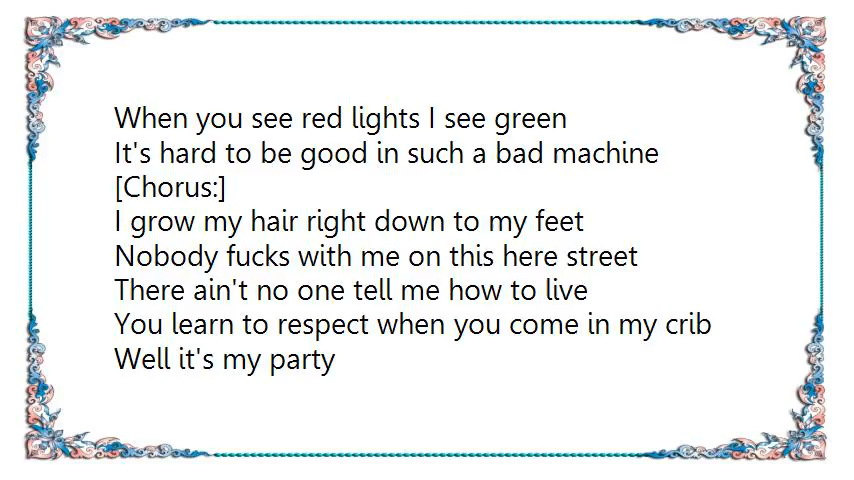 When you see red lights I see green
It's hard to be good in such a bad machine
[Chorus:]
I grow my hair right down to my feet
Nobody fucks with me on this here street
There ain't no one tell me how to live
You learn to respect when you come in my crib
Well it's my party